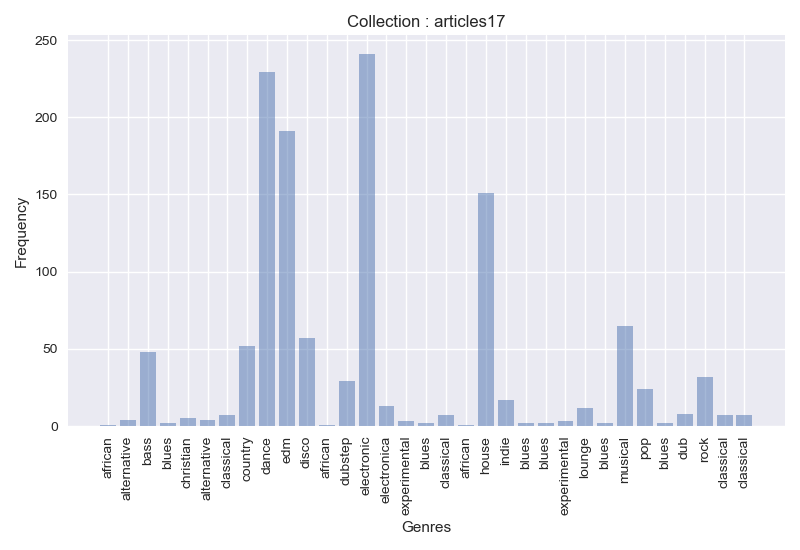 Collection : articles17
250
200
150
100
50
0
Frequency
african
alternative
bass
blues
christian
alternative
classical
country
dance
edm
disco
african
dubstep
electronic
electronica
experimental
blues
classical
african
house
indie
blues
blues
experimental
lounge
blues
musical
pop
blues
dub
rock
classical
classical
Genres